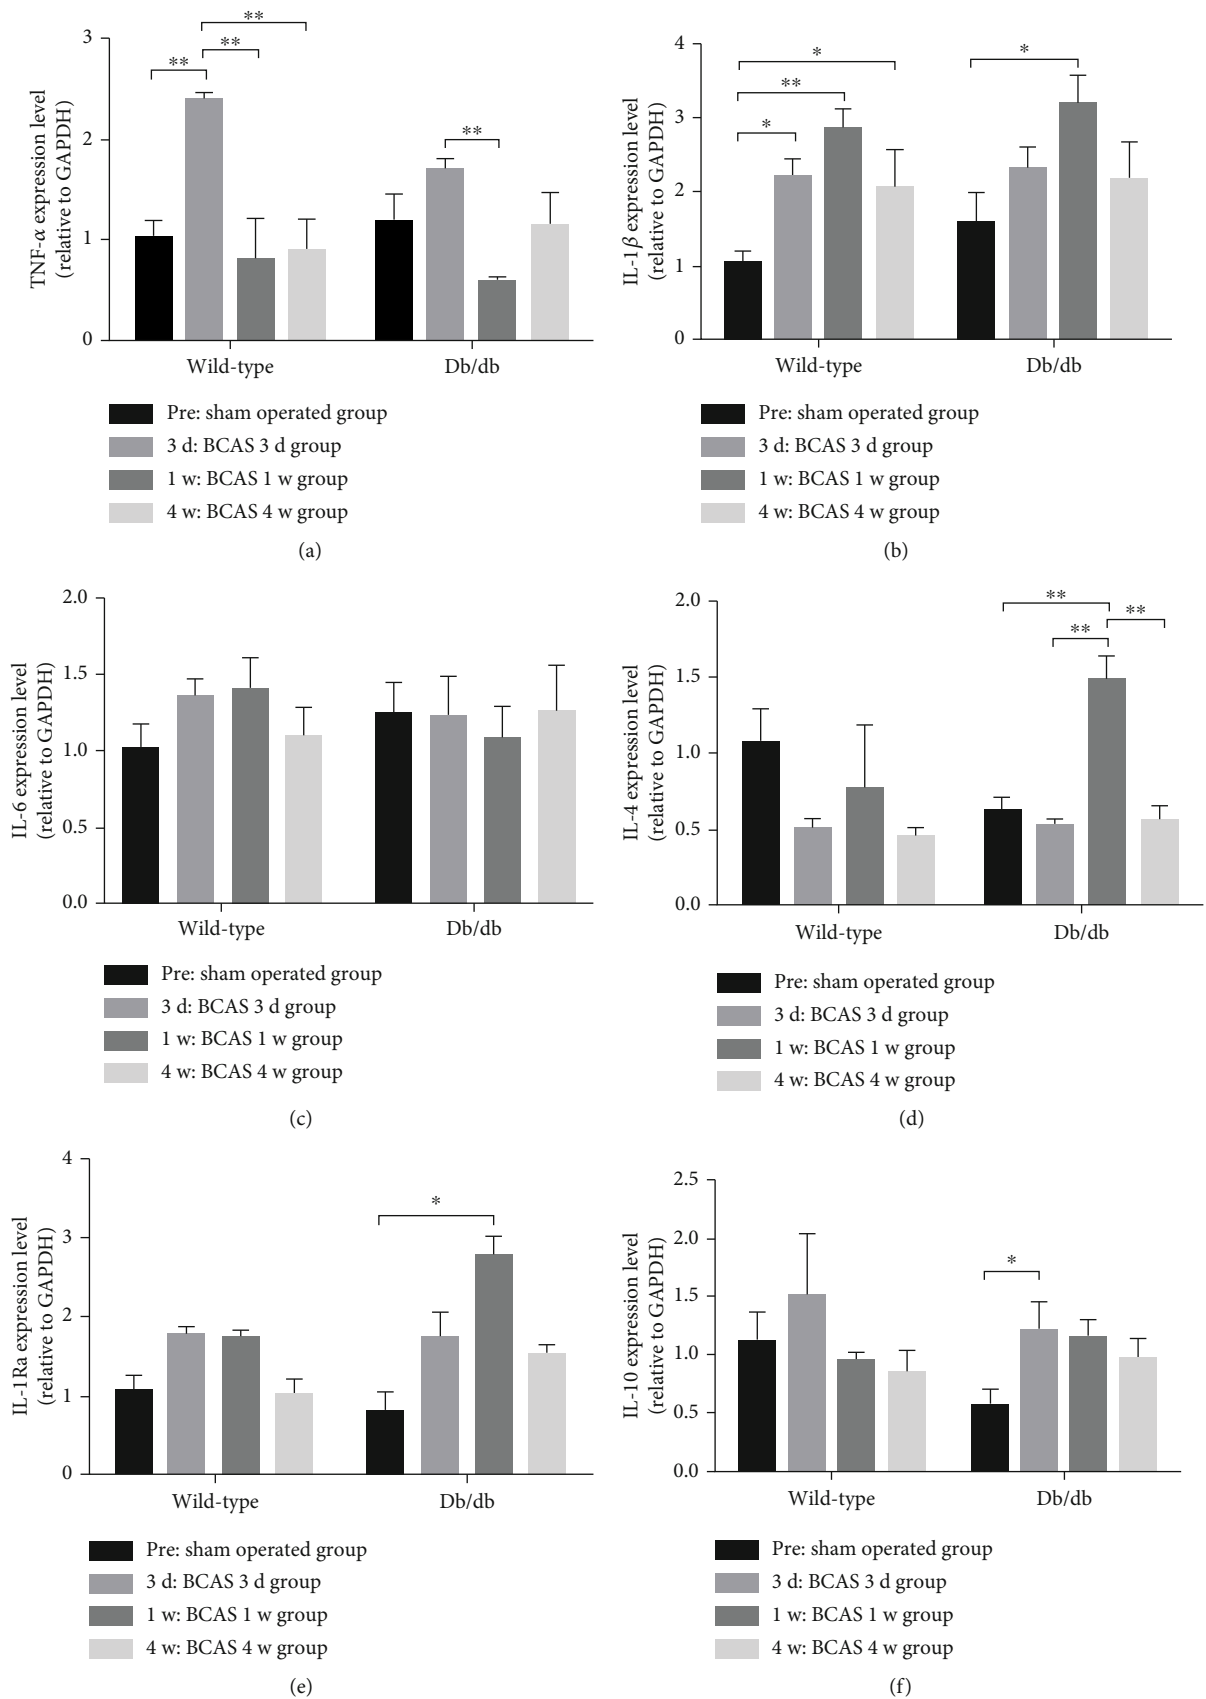 TNF-α expression level
(relative to GAPDH)
3
2
1
0
**
**
**
**
Wild-type
Db/db
Pre: sham operated group
3 d: BCAS 3 d group
1 w: BCAS 1 w group
4 w: BCAS 4 w group
(a)
IL-1β expression level
(relative to GAPDH)
4
3
2
1
0
*
**
*
*
Wild-type
Db/db
Pre: sham operated group
3 d: BCAS 3 d group
1 w: BCAS 1 w group
4 w: BCAS 4 w group
(b)
IL-6 expression level
(relative to GAPDH)
2.0
1.5
1.0
0.5
0.0
Wild-type
Db/db
Pre: sham operated group
3 d: BCAS 3 d group
1 w: BCAS 1 w group
4 w: BCAS 4 w group
(c)
IL-4 expression level
(relative to GAPDH)
2.0
1.5
1.0
0.5
0.0
**
**
**
Wild-type
Db/db
Pre: sham operated group
3 d: BCAS 3 d group
1 w: BCAS 1 w group
4 w: BCAS 4 w group
(d)
IL-1Ra expression level
(relative to GAPDH)
4
3
2
1
0
*
Wild-type
Db/db
Pre: sham operated group
3 d: BCAS 3 d group
1 w: BCAS 1 w group
4 w: BCAS 4 w group
(e)
IL-10 expression level
(relative to GAPDH)
2.5
2.0
1.5
1.0
0.5
0.0
*
Wild-type
Db/db
Pre: sham operated group
3 d: BCAS 3 d group
1 w: BCAS 1 w group
4 w: BCAS 4 w group
(f)